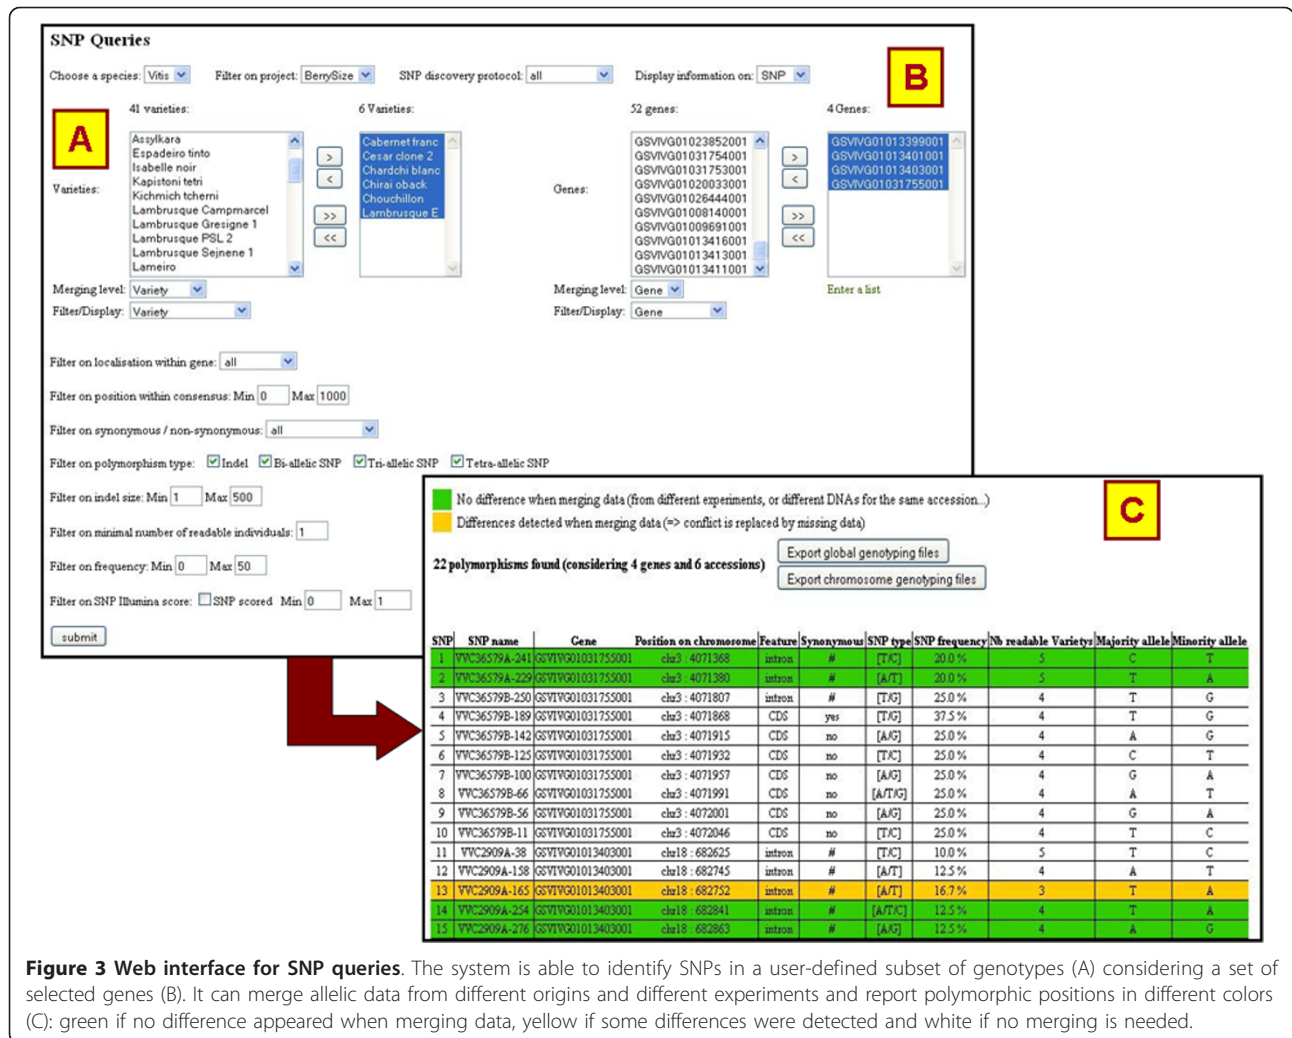 SNP Queries
Choose a species: Vitis Filter on project: BerrySize SNP discovery protocol: all Display information on: SNP
B
41 varieties: 6 Varieties: 52 genes: 4 Genes:
A
Varieties:
Assylkara
Espadeiro tinto
Isabelle noir
Kapistoni tetri
Kichmich tcherni
Lambrusque Campmarcel
Lambrusque Gresigne 1
Lambrusque PSL 2
Lambrusque Sejnene 1
Lameiro
>
<
>>
<<
Cabernet franc
Cesar clone 2
Chardchi blanc
Chirai oback
Chouchillon
Lambrusque E
Genes:
GSVIVG01023852001
GSVIVG01031754001
GSVIVG01031753001
GSVIVG01020033001
GSVIVG01026444001
GSVIVG01008140001
GSVIVG01009691001
GSVIVG01013416001
GSVIVG01013413001
GSVIVG01013411001
>
<
>>
<<
GSVIVG01013399001
GSVIVG01013401001
GSVIVG01013403001
GSVIVG01031755001
Merging level: Variety Merging level: Gene Enter a list
Filter/Display: Variety Filter/Display: Gene
Filter on localisation within gene: all
Filter on position within consensus: Min 0 Max 1000
Filter on synonymous / non-synonymous: all
Filter on polymorphism type: Indel Bi-allelic SNP Tri-allelic SNP Tetra-allelic SNP
Filter on indel size: Min 1 Max 500
Filter on minimal number of readable individuals: 1
Filter on frequency: Min 0 Max 50
Filter on SNP Illumina score: SNP scored Min 0 Max 1
submit
No difference when merging data (from different experiments, or different DNAs for the same accession...)
Differences detected when merging data (=> conflict is replaced by missing data)
C
22 polymorphisms found (considering 4 genes and 6 accessions)
Export global genotyping files
Export chromosome genotyping files
SNP SNP name Gene Position on chromosome Feature Synonymous SNP type SNP frequency Nb readable Varietys Majority allele Minority allele
1 VVC36579A-241 GSVIVG01031755001 chr3 : 4071368 intron # [T/C] 20.0 % 5 C T
2 VVC36579A-229 GSVIVG01031755001 chr3 : 4071380 intron # [A/T] 20.0 % 5 T A
3 VVC36579B-250 GSVIVG01031755001 chr3 : 4071807 intron # [T/G] 25.0 % 4 T G
4 VVC36579B-189 GSVIVG01031755001 chr3 : 4071868 CDS yes [T/G] 37.5 % 4 T G
5 VVC36579B-142 GSVIVG01031755001 chr3 : 4071915 CDS no [A/G] 25.0 % 4 A G
6 VVC36579B-125 GSVIVG01031755001 chr3 : 4071932 CDS no [T/C] 25.0 % 4 C T
7 VVC36579B-100 GSVIVG01031755001 chr3 : 4071957 CDS no [A/G] 25.0 % 4 G A
8 VVC36579B-66 GSVIVG01031755001 chr3 : 4071991 CDS no [A/T/G] 25.0 % 4 A T
9 VVC36579B-56 GSVIVG01031755001 chr3 : 4072001 CDS no [A/G] 25.0 % 4 G A
10 VVC36579B-11 GSVIVG01031755001 chr3 : 4072046 CDS no [T/C] 25.0 % 4 T C
11 VVC2909A-38 GSVIVG01013403001 chr18 : 682625 intron # [T/C] 10.0 % 5 T C
12 VVC2909A-158 GSVIVG01013403001 chr18 : 682745 intron # [A/T] 12.5 % 4 A T
13 VVC2909A-165 GSVIVG01013403001 chr18 : 682752 intron # [A/T] 16.7 % 3 T A
14 VVC2909A-254 GSVIVG01013403001 chr18 : 682841 intron # [A/T/C] 12.5 % 4 T A
15 VVC2909A-276 GSVIVG01013403001 chr18 : 682863 intron # [A/G] 12.5 % 4 A G
Figure 3 Web interface for SNP queries. The system is able to identify SNPs in a user-defined subset of genotypes (A) considering a set of
selected genes (B). It can merge allelic data from different origins and different experiments and report polymorphic positions in different colors
(C): green if no difference appeared when merging data, yellow if some differences were detected and white if no merging is needed.